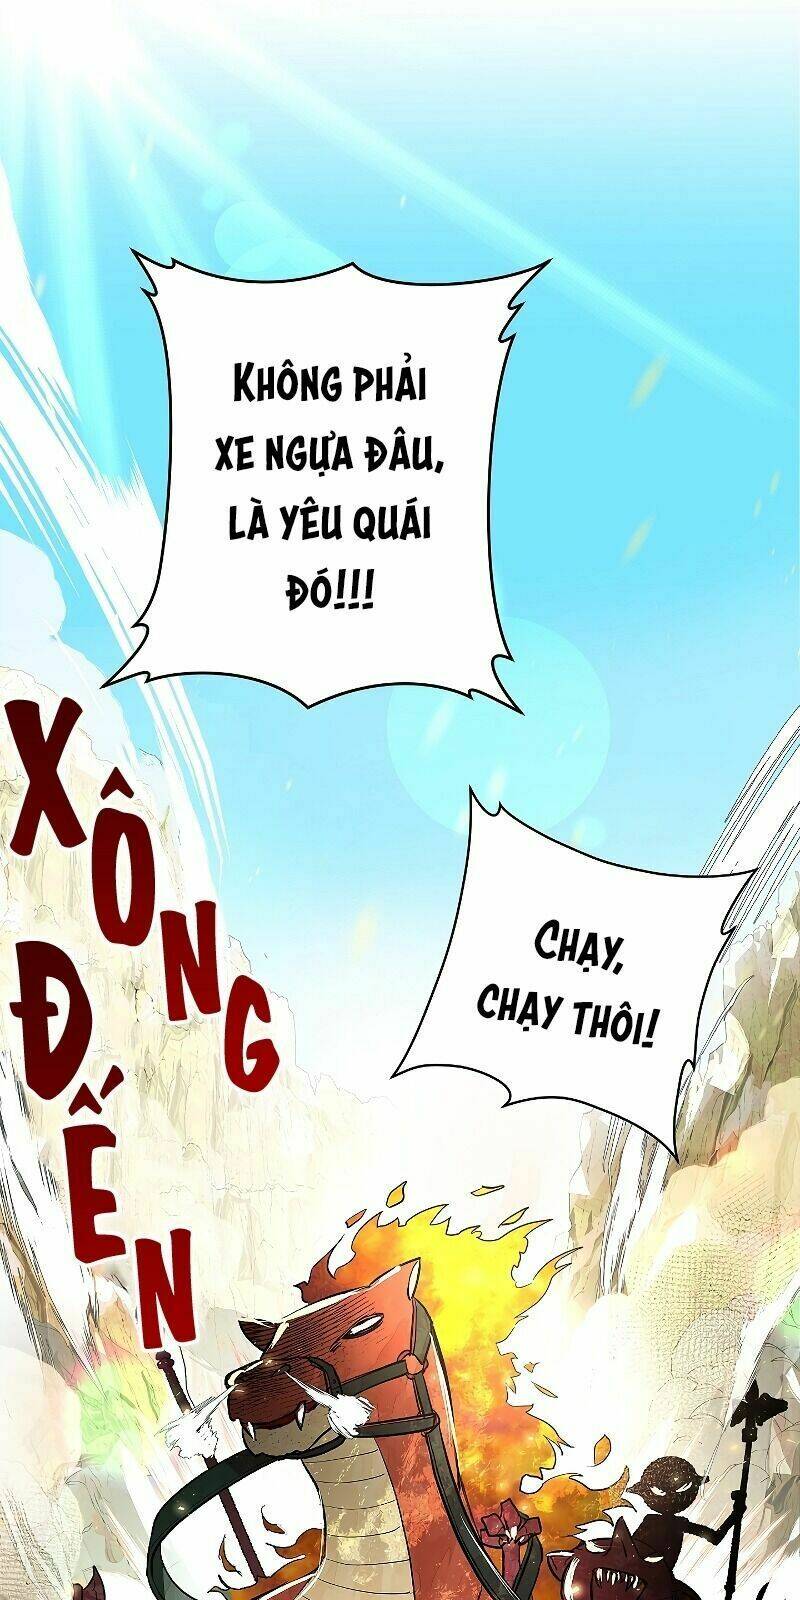 KHÔNG PHẢI
XE NGỰA ĐÂU,
LÀ YÊU QUÁI
ĐÓ!!!
XÔNG
ĐẾN
CHẠY,
CHẠY THÔI!